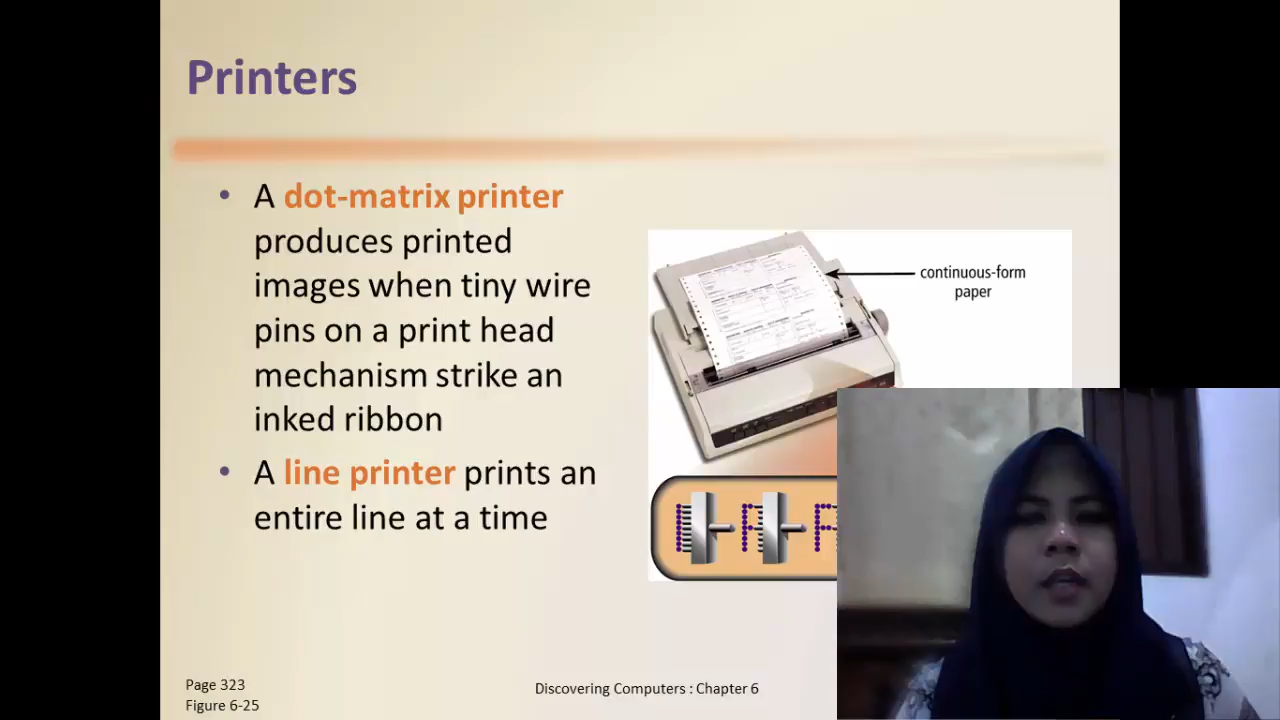 Printers
• A dot-matrix printer
produces printed
images when tiny wire
pins on a print head
mechanism strike an
inked ribbon
• A line printer prints an
entire line at a time
continuous-form
paper
Page 323
Figure 6-25
Discovering Computers : Chapter 6